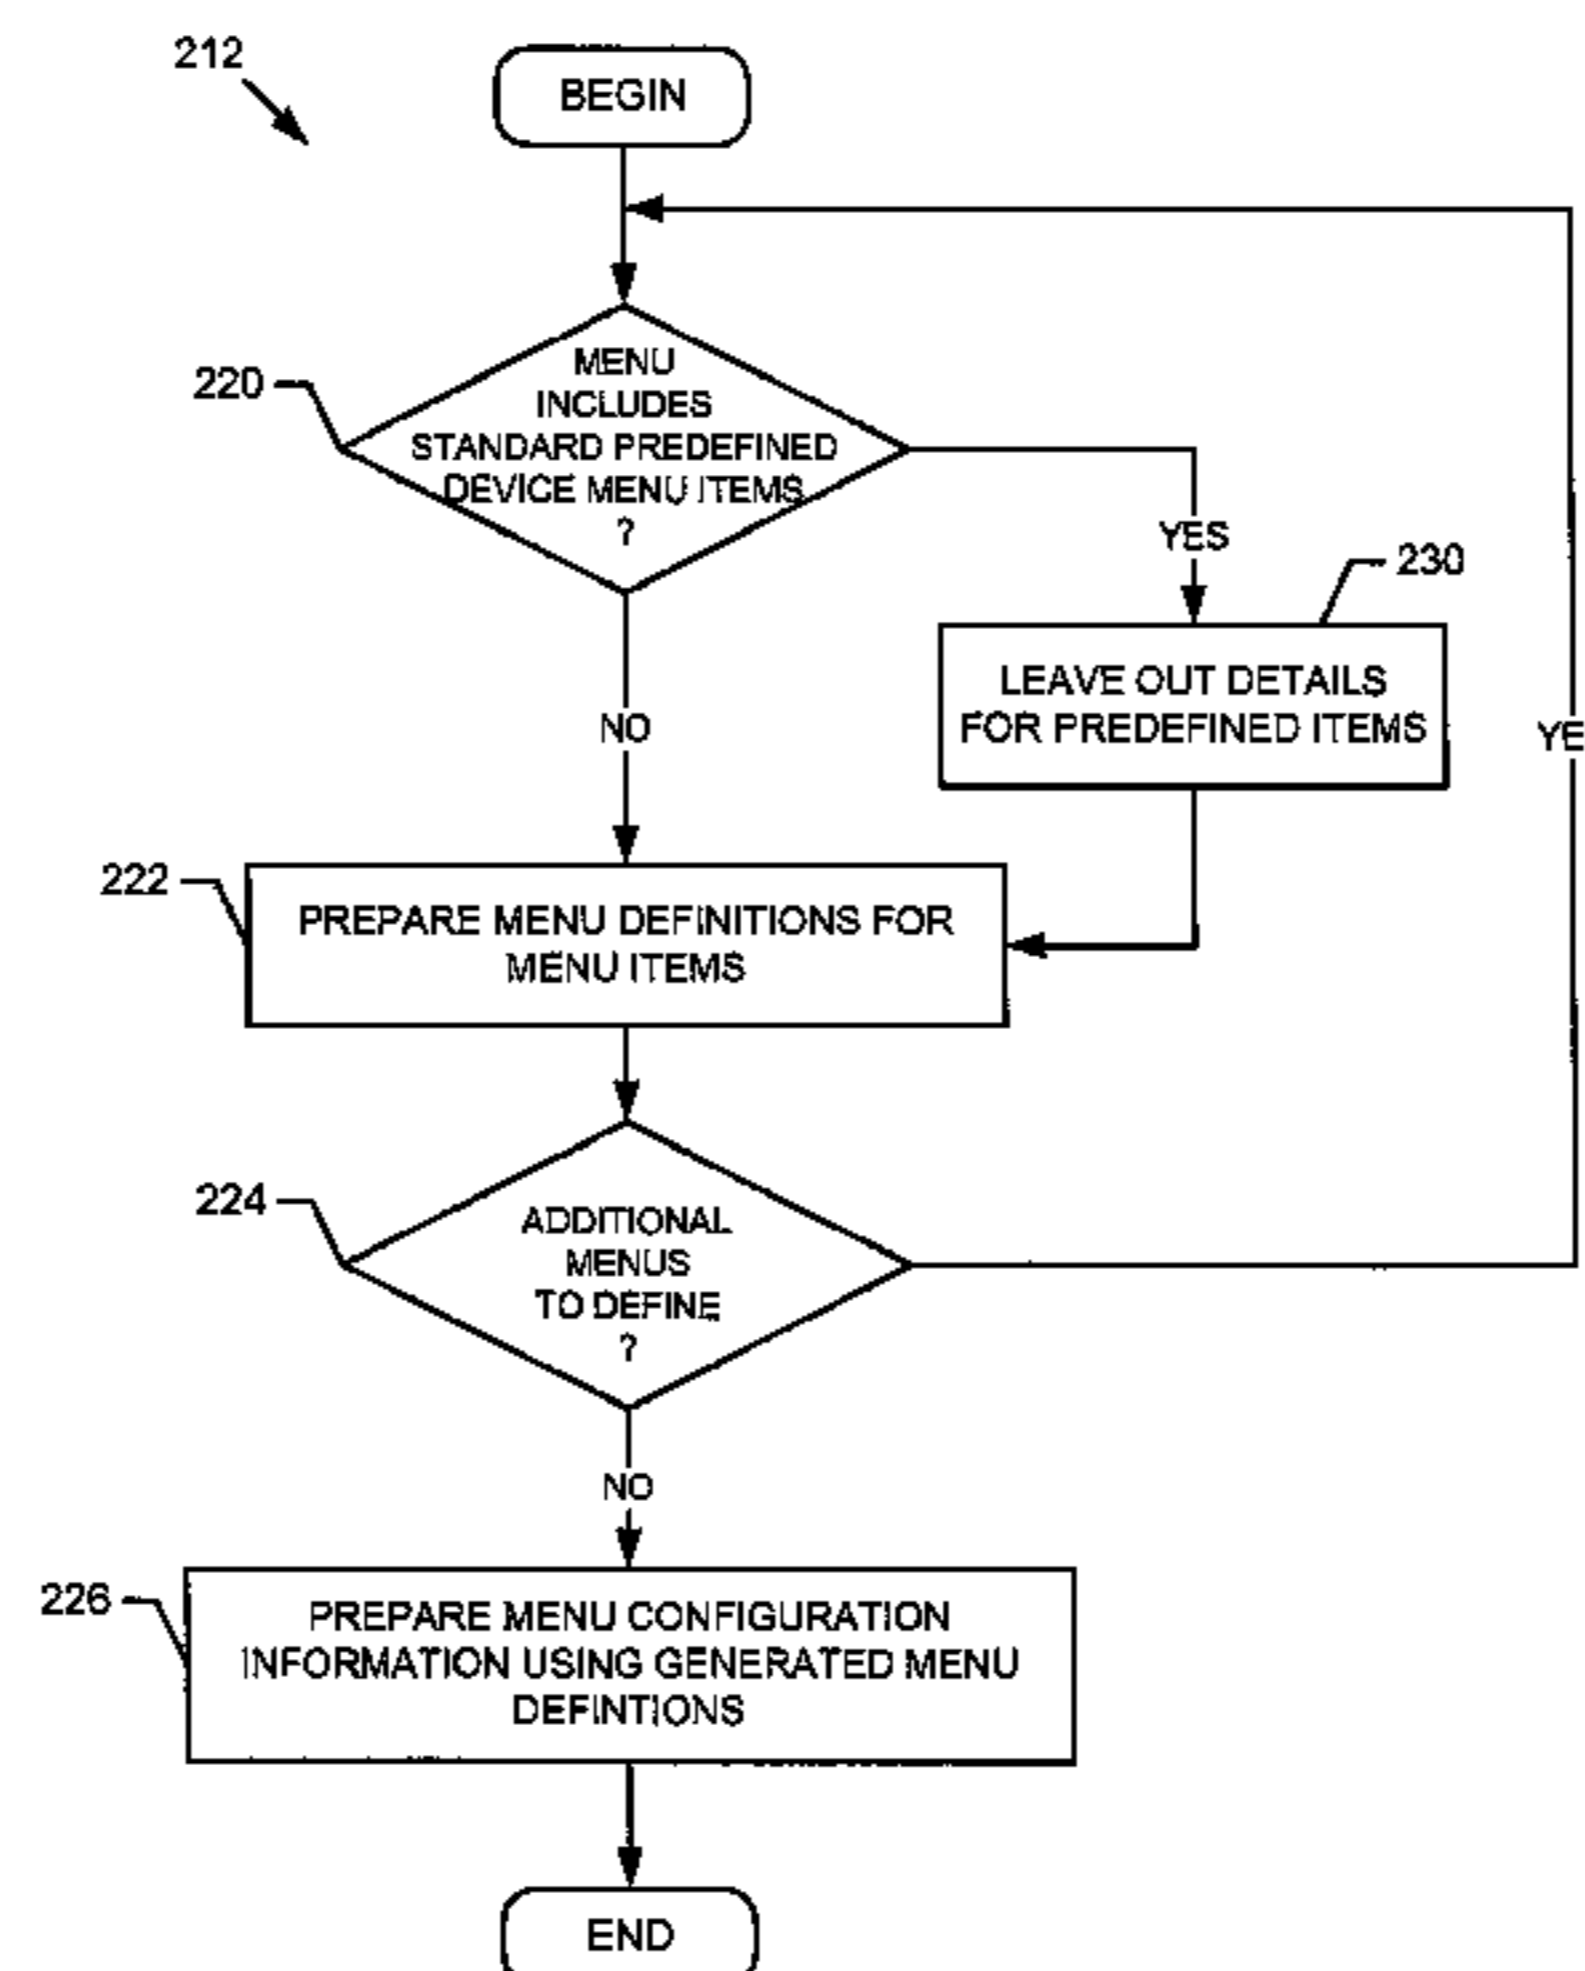 212
BEGIN
220
MENU
INCLUDES
STANDARD PREDEFINED
DEVICE MENU ITEMS
?
YES
230
LEAVE OUT DETAILS
FOR PREDEFINED ITEMS
NO
YE
222
PREPARE MENU DEFINITIONS FOR
MENU ITEMS
224
ADDITIONAL
MENUS
TO DEFINE
?
NO
226
PREPARE MENU CONFIGURATION
INFORMATION USING GENERATED MENU
DEFINTIONS
END